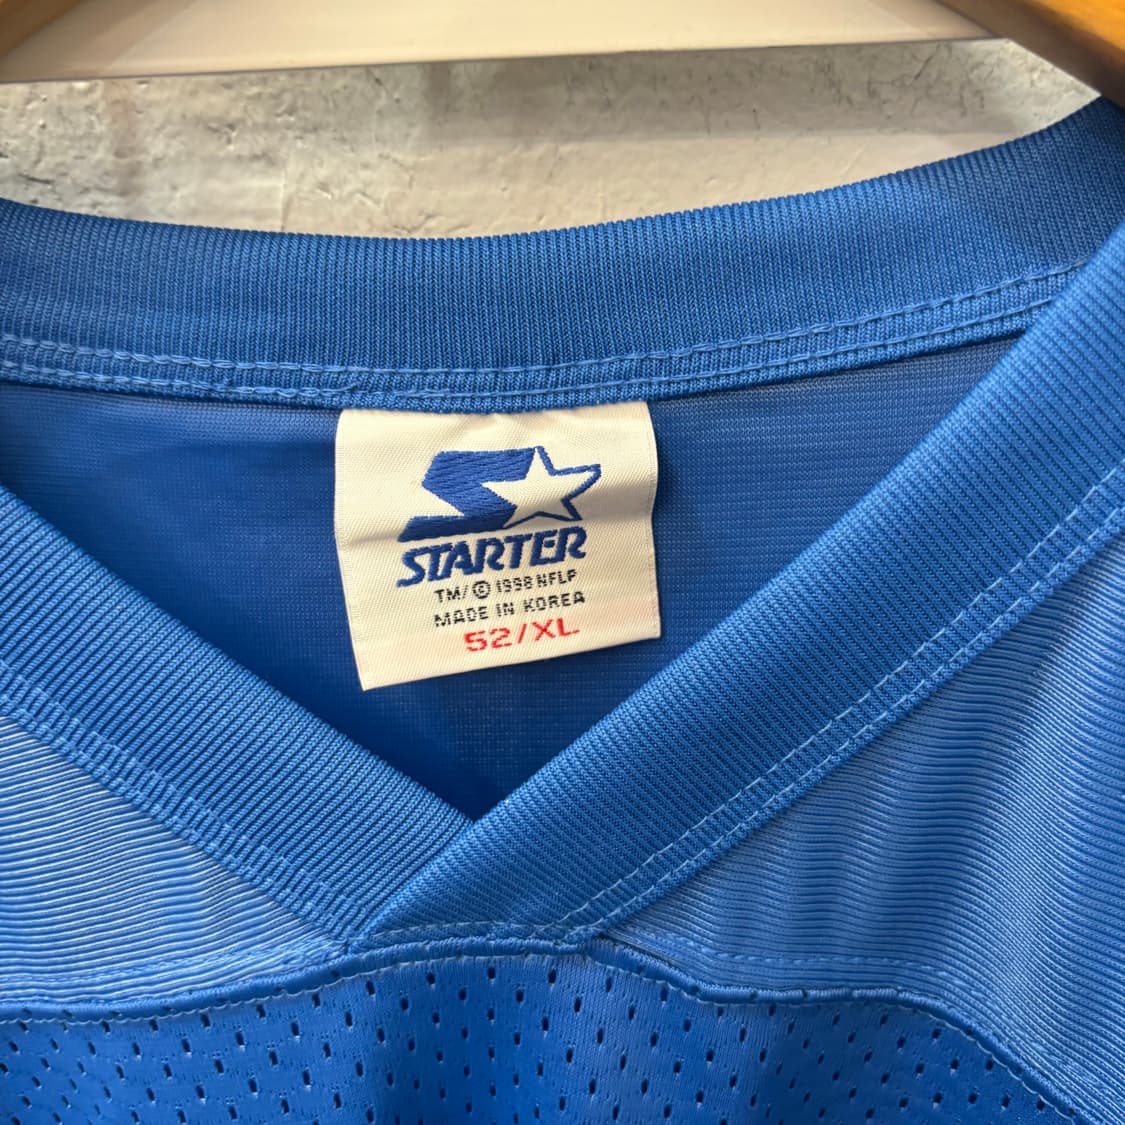 STARTER
TM/© 1998 NFLP
MADE IN KOREA
52/XL